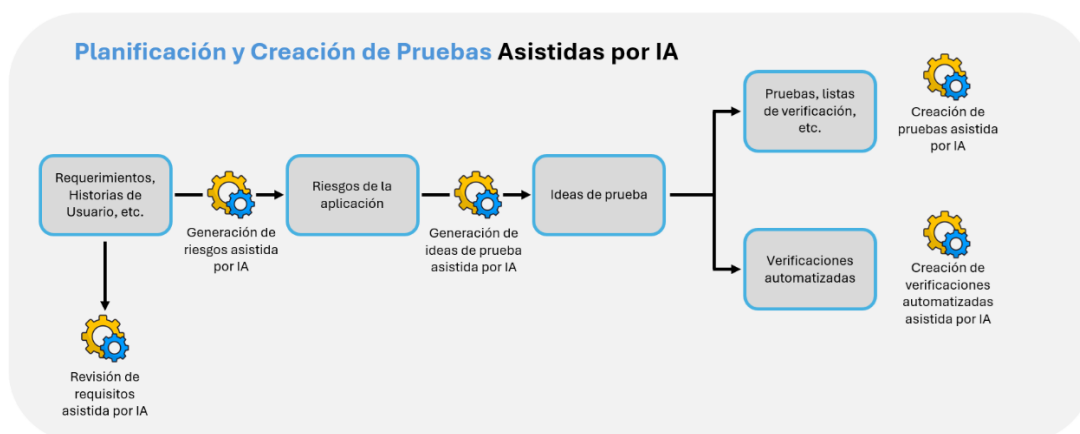 Planificación y Creación de Pruebas Asistidas por IA
Requerimientos,
Historias de
Usuario, etc.
Generación de
riesgos asistida
por IA
Riesgos de la
aplicación
Generación de
ideas de prueba
asistida por IA
Ideas de prueba
Pruebas, listas
de verificación,
etc.
Creación de
pruebas asistida
por IA
Verificaciones
automatizadas
Creación de
verificaciones
automatizadas
asistida por IA
Revisión de
requisitos
asistida por IA